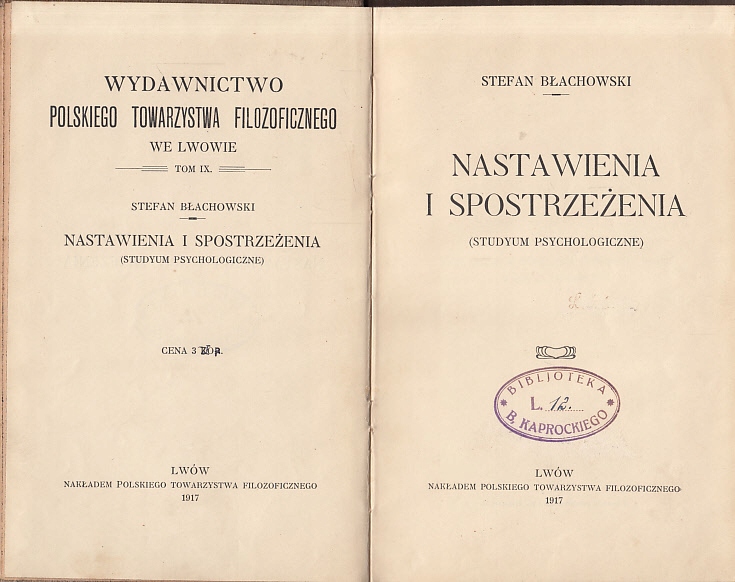 WYDAWNICTWO
POLSKIEGO TOWARZYSTWA FILOZOFICZNEGO
WE LWOWIE
TOM IX.
STEFAN BŁACHOWSKI
NASTAWIENIA I SPOSTRZEŻENIA
(STUDYUM PSYCHOLOGICZNE)
CENA 3
LWÓW
NAKŁADEM POLSKIEGO TOWARZYSTWA FILOZOFICZNEGO
1917
STEFAN BŁACHOWSKI
NASTAWIENIA
I SPOSTRZEŻENIA
(STUDYUM PSYCHOLOGICZNE)
BIBLJOTEKA
L. 12.
B. KAPROCKIEGO
LWÓW
NAKŁADEM POLSKIEGO TOWARZYSTWA FILOZOFICZNEGO
1917